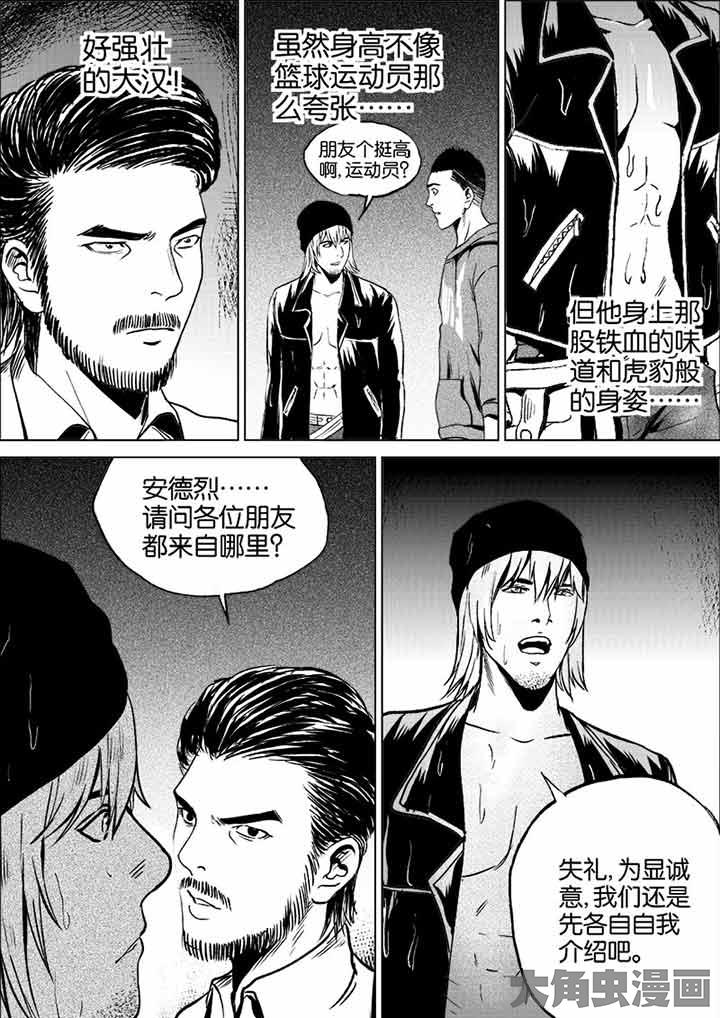 好强壮
的大汉！
虽然身高不像
篮球运动员那
么夸张……
朋友个挺高
啊，运动员？
但他身上那
股铁血的味
道和虎豹般
的身姿……
安德烈……
请问各位朋友
都来自哪里？
失礼，为显诚
意，我们还是
先各自自我
介绍吧。
大角虫漫画